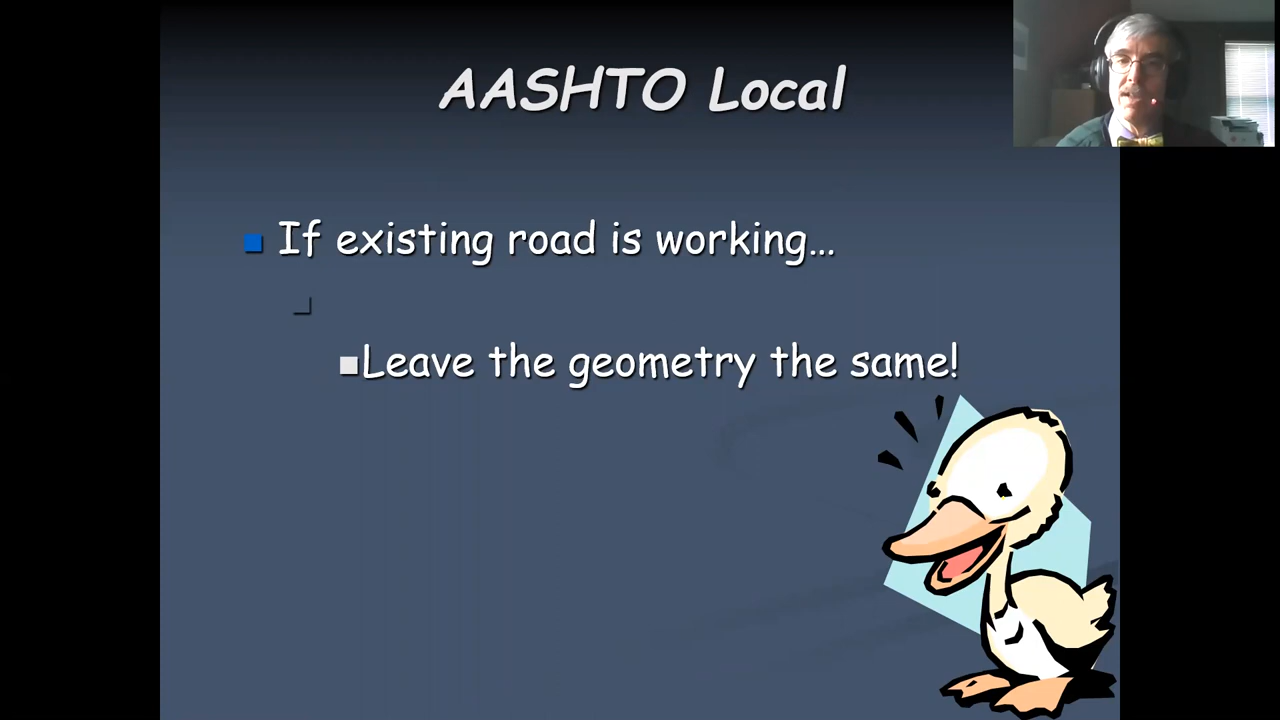 AASHTO Local
If existing road is working…
Leave the geometry the same!